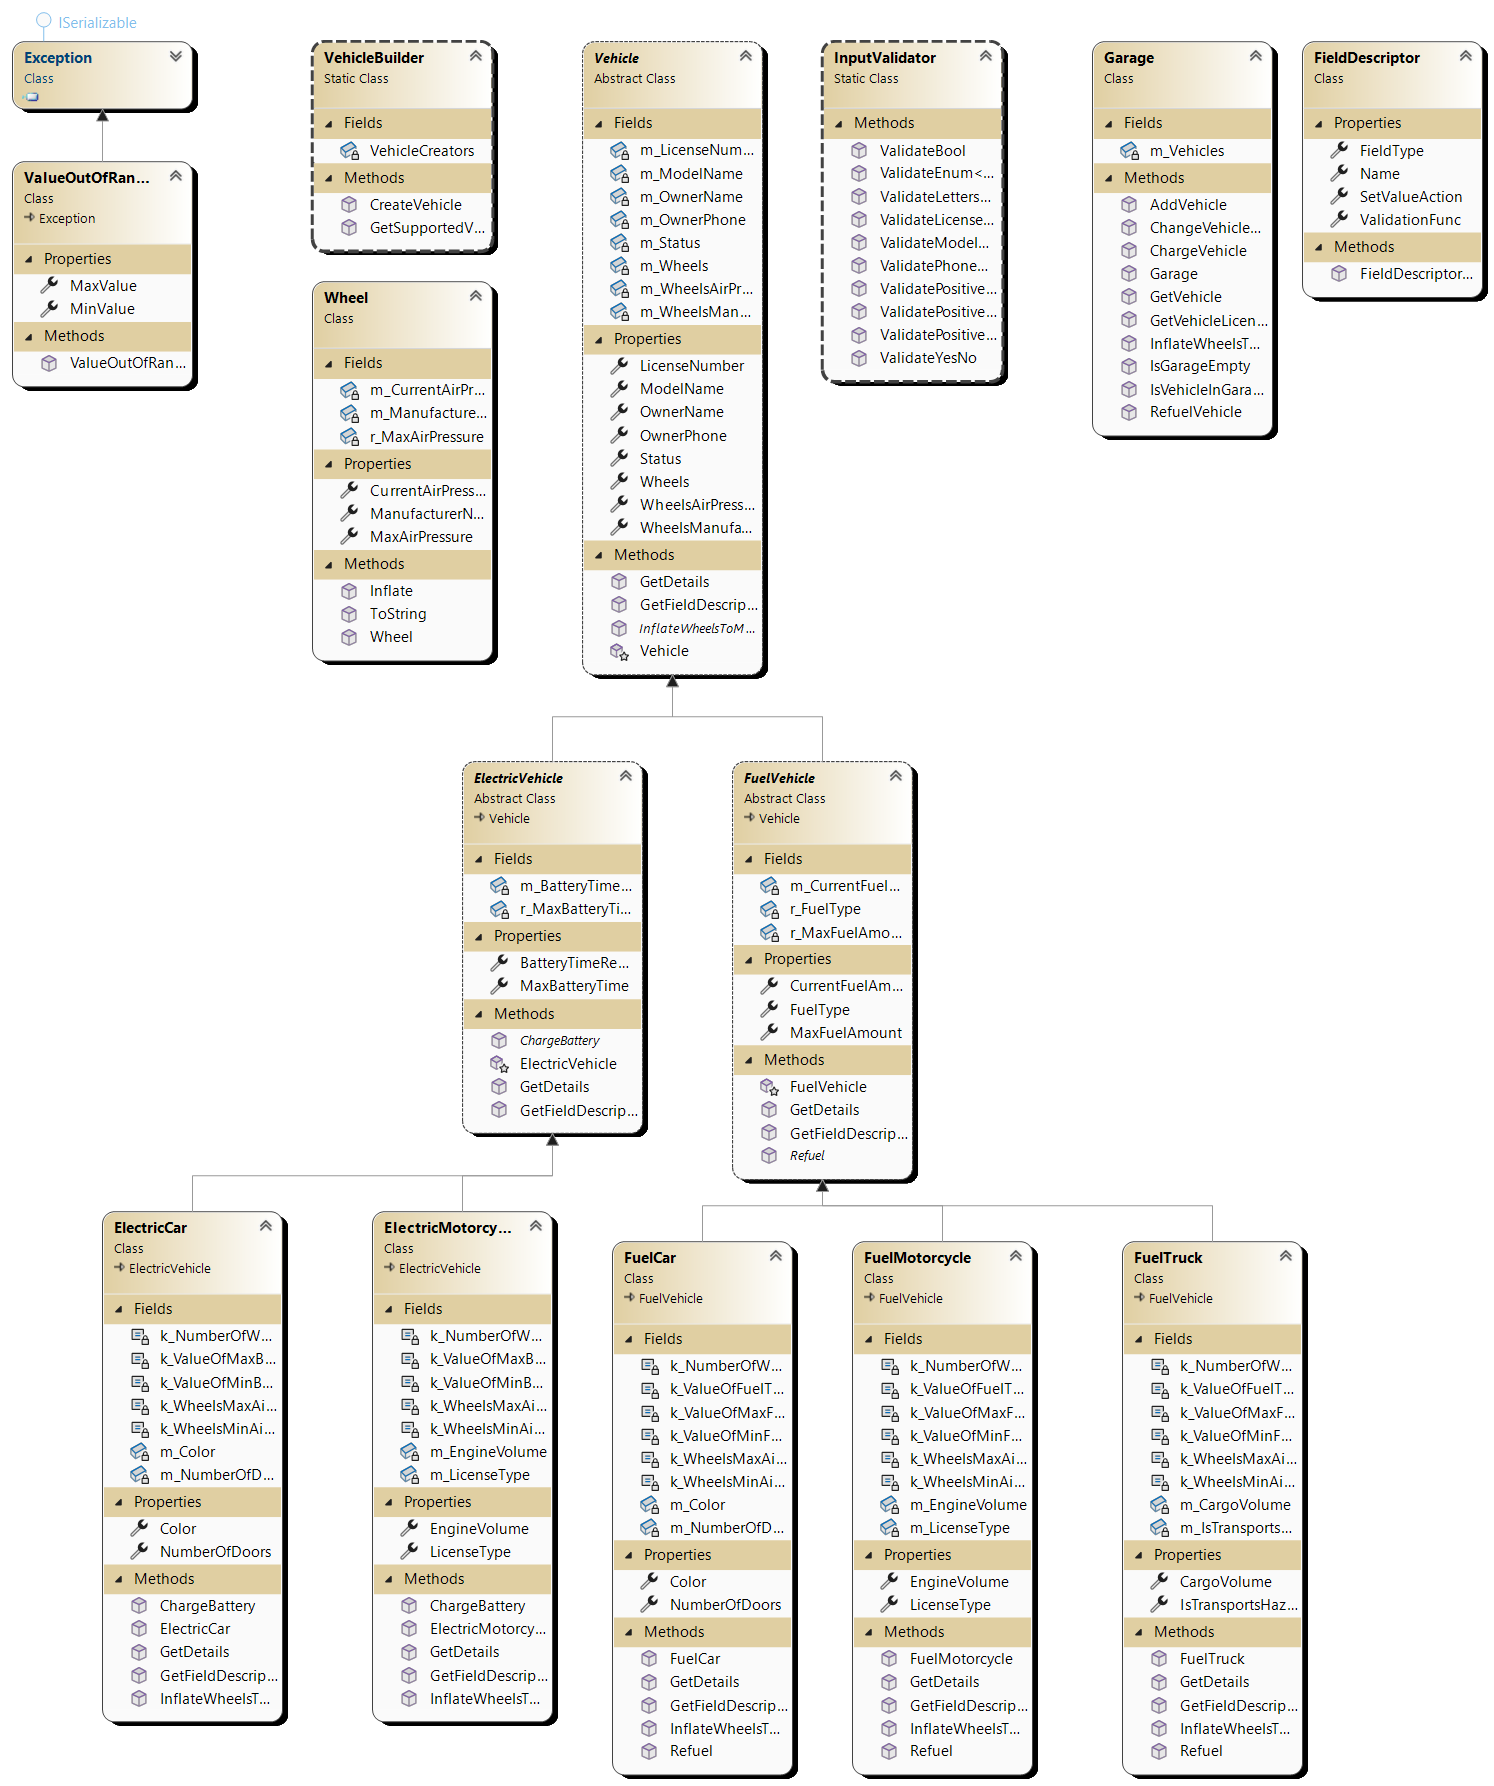 ISerializable
Exception
Class
ValueOutOfRan...
Class
Exception
Properties
MaxValue
MinValue
Methods
ValueOutOfRan...
VehicleBuilder
Static Class
Fields
VehicleCreators
Methods
CreateVehicle
GetSupportedV...
Wheel
Class
Fields
m_CurrentAirPr...
m_Manufacture...
r_MaxAirPressure
Properties
CurrentAirPress...
ManufacturerN...
MaxAirPressure
Methods
Inflate
ToString
Wheel
Vehicle
Abstract Class
Fields
m_LicenseNum...
m_ModelName
m_OwnerName
m_OwnerPhone
m_Status
m_Wheels
m_WheelsAirPr...
m_WheelsMan...
Properties
LicenseNumber
ModelName
OwnerName
OwnerPhone
Status
Wheels
WheelsAirPress...
WheelsManufa...
Methods
GetDetails
GetFieldDescrip...
InflateWheelsToM...
Vehicle
InputValidator
Static Class
Methods
ValidateBool
ValidateEnum<...
ValidateLetters...
ValidateLicense...
ValidateModel...
ValidatePhone...
ValidatePositive...
ValidatePositive...
ValidatePositive...
ValidateYesNo
Garage
Class
Fields
m_Vehicles
Methods
AddVehicle
ChangeVehicle...
ChargeVehicle
Garage
GetVehicle
GetVehicleLicen...
InflateWheelsT...
IsGarageEmpty
IsVehicleInGara...
RefuelVehicle
FieldDescriptor
Class
Properties
FieldType
Name
SetValueAction
ValidationFunc
Methods
FieldDescriptor...
ElectricVehicle
Abstract Class
Vehicle
Fields
m_BatteryTime...
r_MaxBatteryTi...
Properties
BatteryTimeRe...
MaxBatteryTime
Methods
ChargeBattery
ElectricVehicle
GetDetails
GetFieldDescrip...
FuelVehicle
Abstract Class
Vehicle
Fields
m_CurrentFuel...
r_FuelType
r_MaxFuelAmo...
Properties
CurrentFuelAm...
FuelType
MaxFuelAmount
Methods
FuelVehicle
GetDetails
GetFieldDescrip...
Refuel
ElectricCar
Class
ElectricVehicle
Fields
k_NumberOfW...
k_ValueOfMaxB...
k_ValueOfMinB...
k_WheelsMaxAi...
k_WheelsMinAi...
m_Color
m_NumberOfD...
Properties
Color
NumberOfDoors
Methods
ChargeBattery
ElectricCar
GetDetails
GetFieldDescrip...
InflateWheelsT...
ElectricMotorcy...
Class
ElectricVehicle
Fields
k_NumberOfW...
k_ValueOfMaxB...
k_ValueOfMinB...
k_WheelsMaxAi...
k_WheelsMinAi...
m_EngineVolume
m_LicenseType
Properties
EngineVolume
LicenseType
Methods
ChargeBattery
ElectricMotorcy...
GetDetails
GetFieldDescrip...
InflateWheelsT...
FuelCar
Class
FuelVehicle
Fields
k_NumberOfW...
k_ValueOfFuelT...
k_ValueOfMaxF...
k_ValueOfMinF...
k_WheelsMaxAi...
k_WheelsMinAi...
m_Color
m_NumberOfD...
Properties
Color
NumberOfDoors
Methods
FuelCar
GetDetails
GetFieldDescrip...
InflateWheelsT...
Refuel
FuelMotorcycle
Class
FuelVehicle
Fields
k_NumberOfW...
k_ValueOfFuelT...
k_ValueOfMaxF...
k_ValueOfMinF...
k_WheelsMaxAi...
k_WheelsMinAi...
m_EngineVolume
m_LicenseType
Properties
EngineVolume
LicenseType
Methods
FuelMotorcycle
GetDetails
GetFieldDescrip...
InflateWheelsT...
Refuel
FuelTruck
Class
FuelVehicle
Fields
k_NumberOfW...
k_ValueOfFuelT...
k_ValueOfMaxF...
k_ValueOfMinF...
k_WheelsMaxAi...
k_WheelsMinAi...
m_CargoVolume
m_IsTransports...
Properties
CargoVolume
IsTransportsHaz...
Methods
FuelTruck
GetDetails
GetFieldDescrip...
InflateWheelsT...
Refuel